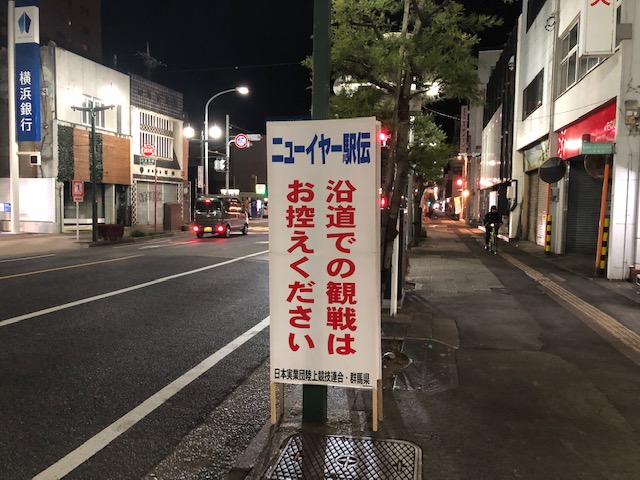 横浜銀行
ニューイヤー駅伝
沿道での観戦は
お控えください
日本実業団陸上競技連合・群馬県